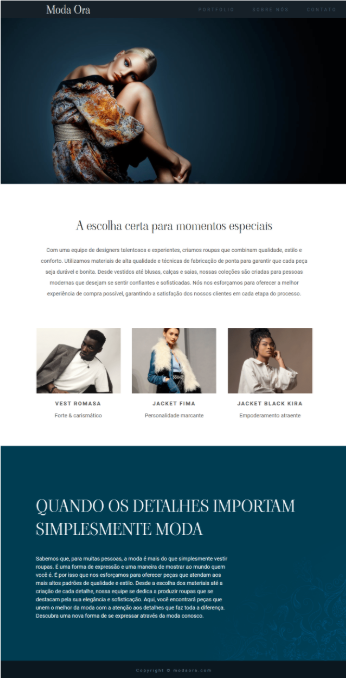 Moda Ora
PORTFÓLIO SOBRE NÓS CONTATO
A escolha certa para momentos especiais
Com uma equipe de designers talentosos e experientes, criamos roupas que combinam qualidade, estilo e
conforto. Utilizamos materiais de alta qualidade e técnicas de fabricação de ponta para garantir que cada peça
seja durável e bonita. Desde vestidos até blusas, calças e saias, nossas coleções são criadas para pessoas
modernas que desejam se sentir confiantes e sofisticadas. Nós nos esforçamos para oferecer a melhor
experiência de compra possível, garantindo a satisfação dos nossos clientes em cada etapa do processo.
VEST ROMASA
Forte & carismático
JACKET FIMA
Personalidade marcante
JACKET BLACK KIRA
Empoderamento atraente
QUANDO OS DETALHES IMPORTAM
SIMPLESMENTE MODA
Sabemos que, para muitas pessoas, a moda é mais do que simplesmente vestir
roupas. É uma forma de expressão e uma maneira de mostrar ao mundo quem
você é. É por isso que nos esforçamos para oferecer peças que atendam aos
mais altos padrões de qualidade e estilo. Desde a escolha dos materiais até a
criação de cada detalhe, nossa equipe se dedica a produzir roupas que se
destacam pela sua elegância e sofisticação. Aqui, você encontrará peças que
unem o melhor da moda com a atenção aos detalhes que faz toda a diferença.
Descubra uma nova forma de se expressar através da moda conosco.
Copyright © modaora.com